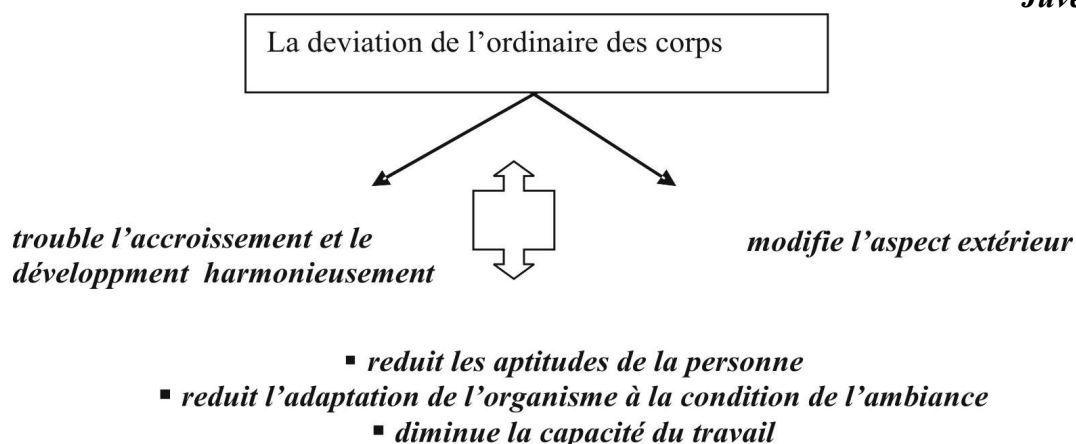 La deviation de l’ordinaire des corps
trouble l’accroissement et le
développment harmonieusement
modifie l’aspect extérieur
▪ reduit les aptitudes de la personne
▪ reduit l’adaptation de l’organisme à la condition de l’ambiance
▪ diminue la capacité du travail